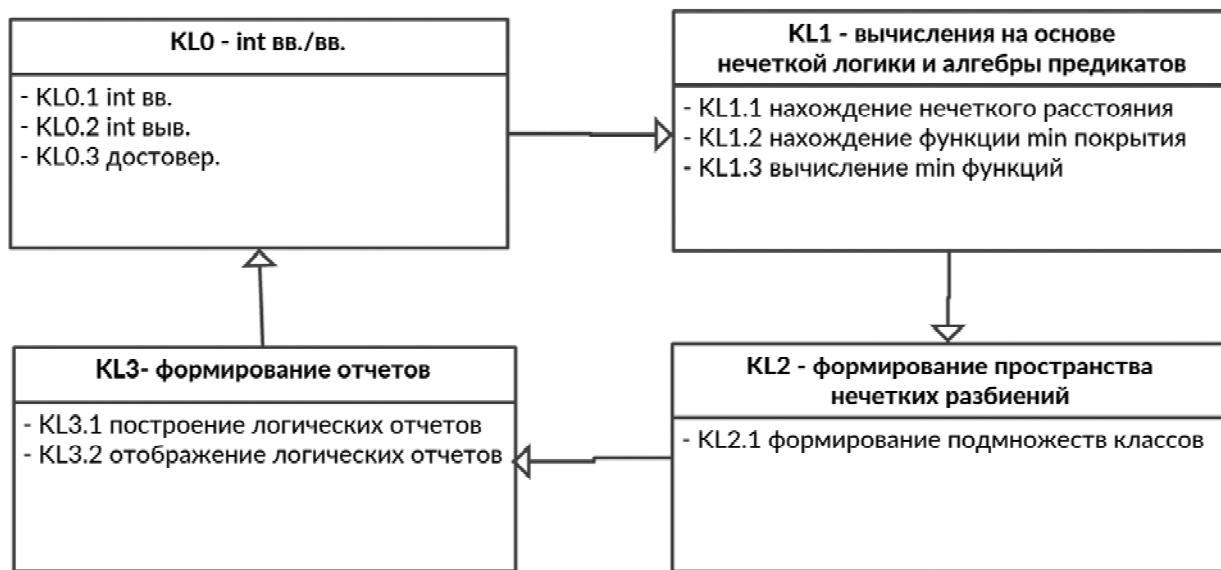 KL0 - int вв./вв.
- KL0.1 int вв.
- KL0.2 int выв.
- KL0.3 достовер.
KL1 - вычисления на основе
нечеткой логики и алгебры предикатов
- KL1.1 нахождение нечеткого расстояния
- KL1.2 нахождение функции min покрытия
- KL1.3 вычисление min функций
KL3- формирование отчетов
- KL3.1 построение логических отчетов
- KL3.2 отображение логических отчетов
KL2 - формирование пространства
нечетких разбиений
- KL2.1 формирование подмножеств классов